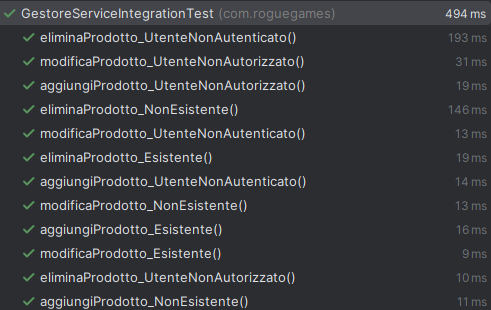 GestoreServiceIntegrationTest (com.roguegames) 494 ms
eliminaProdotto_UtenteNonAutenticato() 193 ms
modificaProdotto_UtenteNonAutorizzato() 31 ms
aggiungiProdotto_UtenteNonAutorizzato() 19 ms
eliminaProdotto_NonEsistente() 146 ms
modificaProdotto_UtenteNonAutenticato() 13 ms
eliminaProdotto_Esistente() 19 ms
aggiungiProdotto_UtenteNonAutenticato() 14 ms
modificaProdotto_NonEsistente() 13 ms
aggiungiProdotto_Esistente() 16 ms
modificaProdotto_Esistente() 9 ms
eliminaProdotto_UtenteNonAutorizzato() 10 ms
aggiungiProdotto_NonEsistente() 11 ms